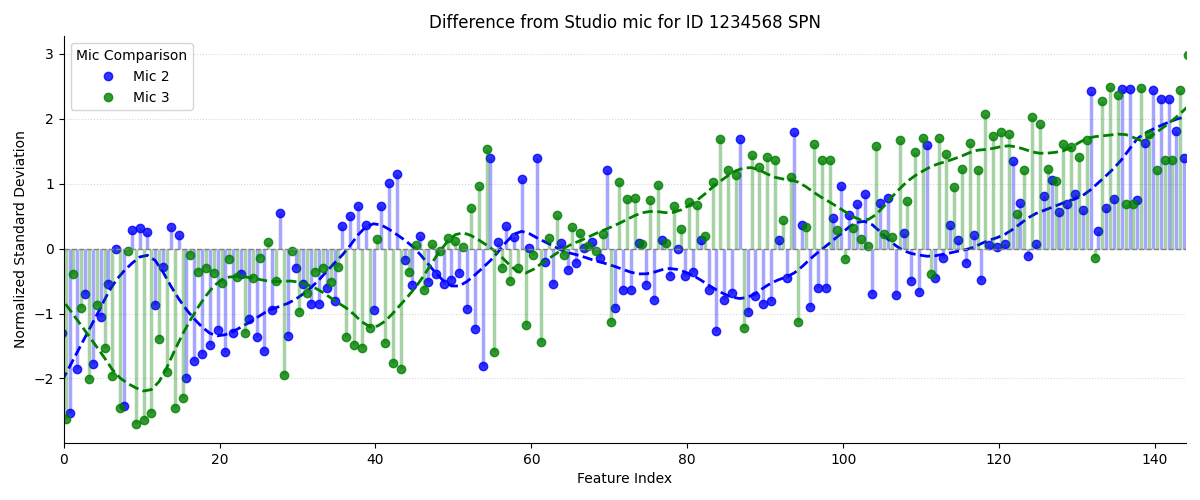 Difference from Studio mic for ID 1234568 SPN
Mic Comparison
Mic 2
Mic 3
Normalized Standard Deviation
3
2
1
0
−1
−2
0 20 40 60 80 100 120 140
Feature Index